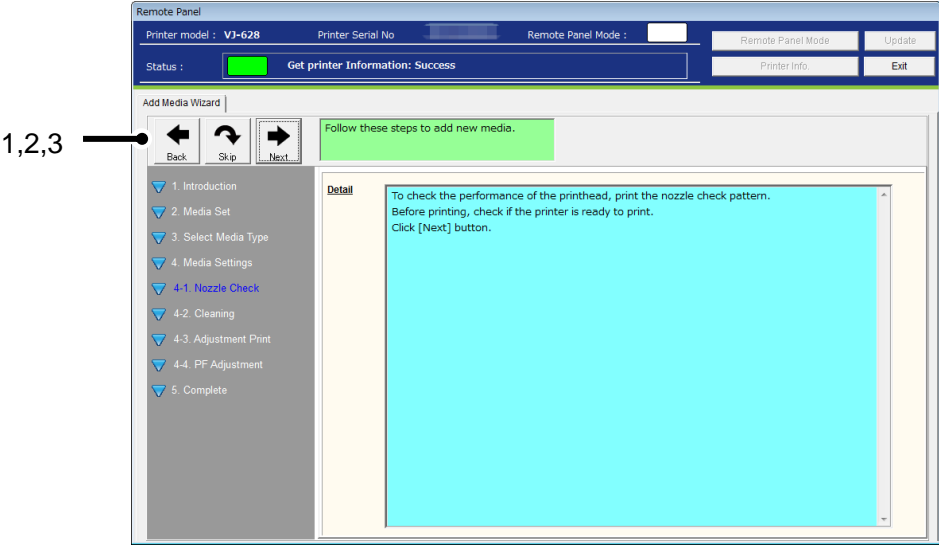 Remote Panel
Printer model : VJ-628 Printer Serial No Remote Panel Mode :
Remote Panel Mode Update
Status : Get printer Information: Success
Printer Info. Exit
Add Media Wizard
1,2,3
Back Skip Next
Follow these steps to add new media.
1. Introduction
2. Media Set
3. Select Media Type
4. Media Settings
4-1. Nozzle Check
4-2. Cleaning
4-3. Adjustment Print
4-4. PF Adjustment
5. Complete
Detail
To check the performance of the printhead, print the nozzle check pattern.
Before printing, check if the printer is ready to print.
Click [Next] button.